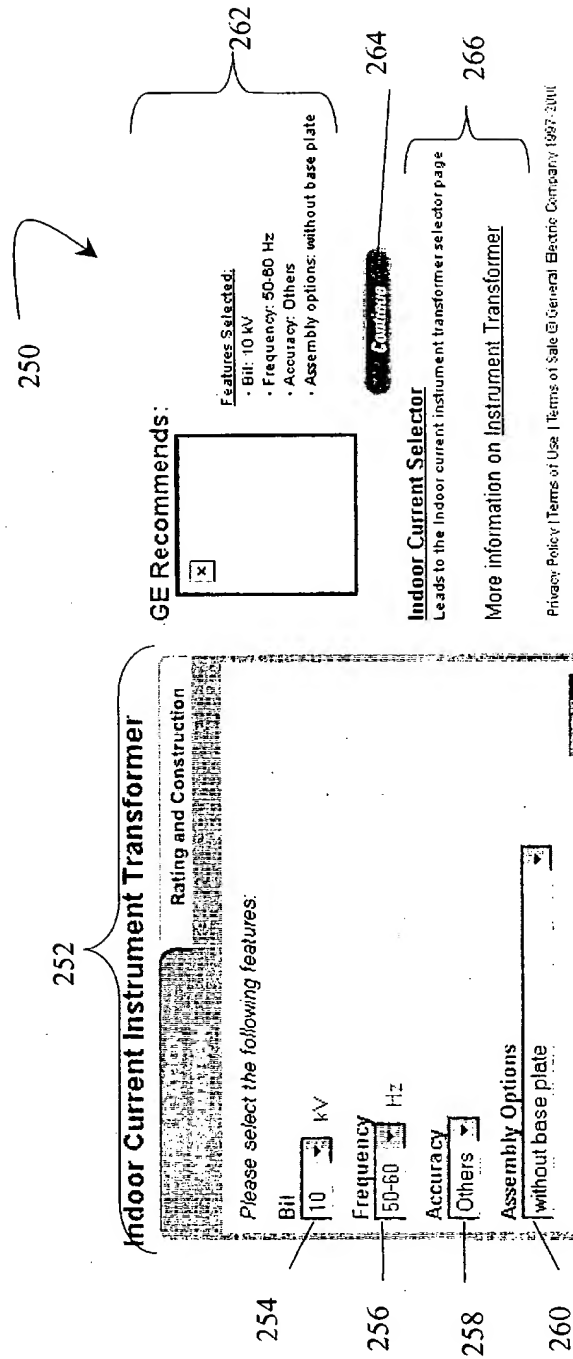 250
252
Indoor Current Instrument Transformer
Rating and Construction
Please select the following features:
Bil
10 kV
Frequency
50-60 Hz
Accuracy
Others
Assembly Options
without base plate
254
256
258
260
GE Recommends:
Features Selected:
· Bil: 10 kV
· Frequency: 50-60 Hz
· Accuracy: Others
· Assembly options: without base plate
262
Continue
264
Indoor Current Selector
Leads to the Indoor current instrument transformer selector page
More information on Instrument Transformer
266
Privacy Policy | Terms of Use | Terms of Sale © General Electric Company 1997-2000